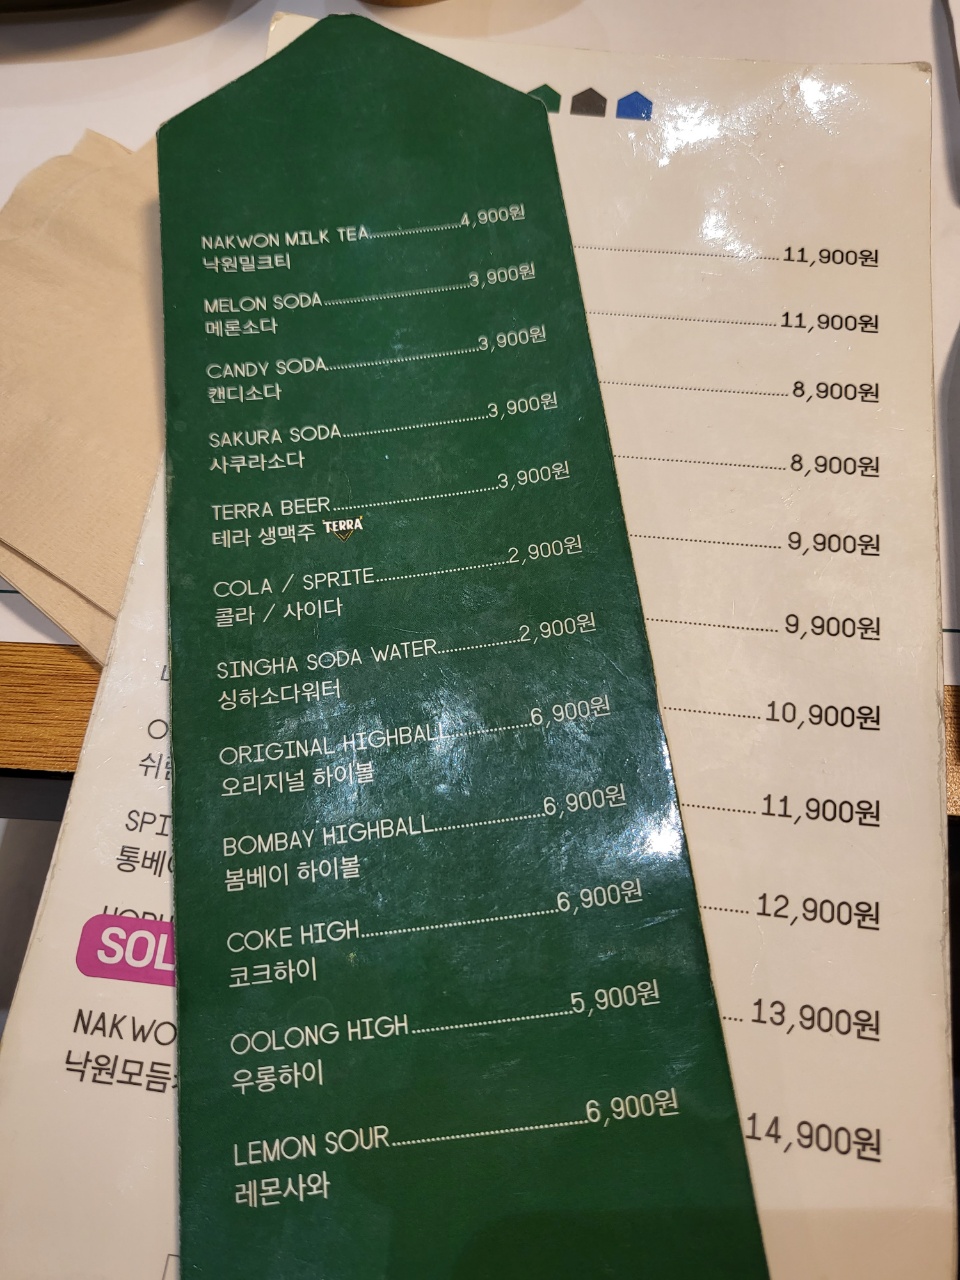 NAKWON MILK TEA..........4,900원
낙원밀크티
MELON SODA..........3,900원
메론소다
CANDY SODA..........3,900원
캔디소다
SAKURA SODA..........3,900원
사쿠라소다
TERRA BEER..........3,900원
테라 생맥주 TERRA
COLA / SPRITE..........2,900원
콜라 / 사이다
SINGHA SODA WATER..........2,900원
싱하소다워터
ORIGINAL HIGHBALL..........6,900원
오리지널 하이볼
BOMBAY HIGHBALL..........6,900원
봄베이 하이볼
COKE HIGH..........6,900원
코크하이
OOLONG HIGH..........5,900원
우롱하이
LEMON SOUR..........6,900원
레몬사와
..........11,900원
..........11,900원
..........8,900원
..........8,900원
..........9,900원
..........9,900원
..........10,900원
..........11,900원
..........12,900원
....13,900원
14,900원
SPI
통베이
SOL
NAKWO
낙원모듬